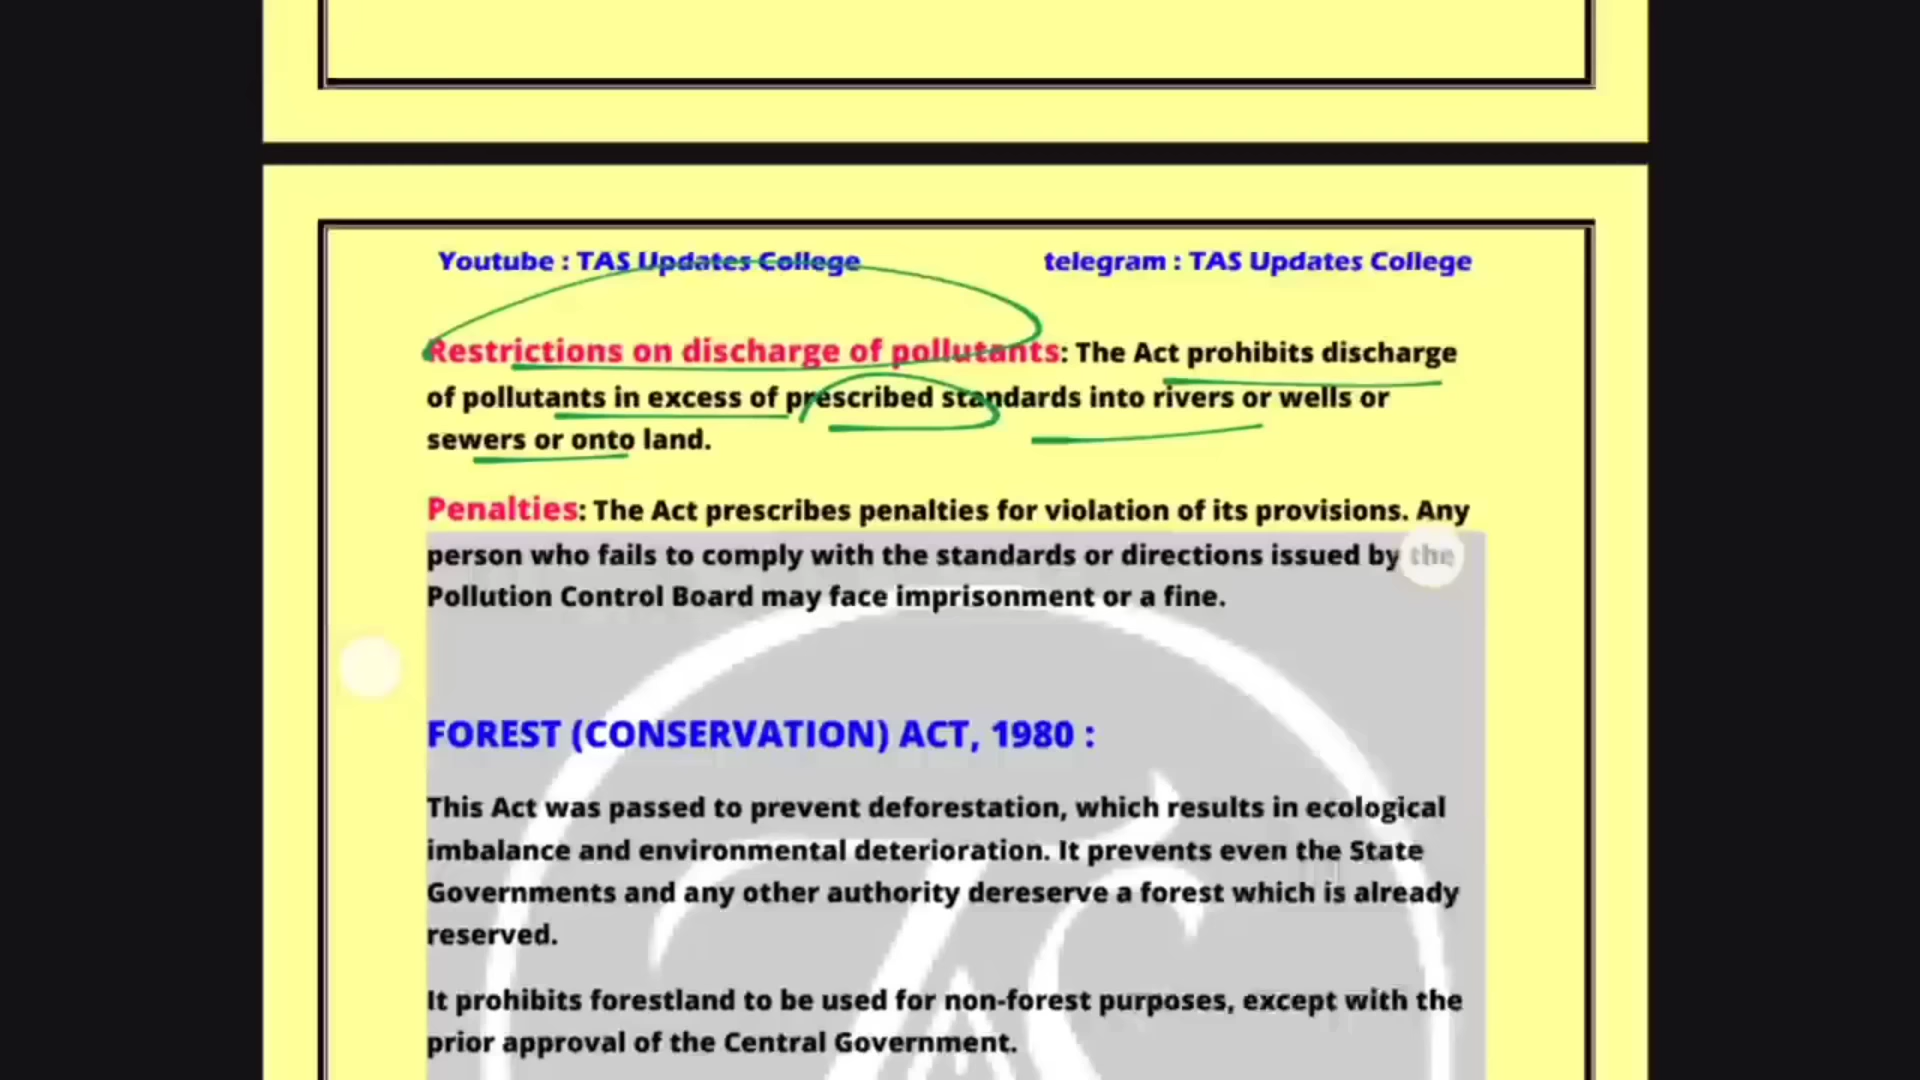 Youtube : TAS Updates College telegram : TAS Updates College
Restrictions on discharge of pollutants: The Act prohibits discharge
of pollutants in excess of prescribed standards into rivers or wells or
sewers or onto land.
Penalties: The Act prescribes penalties for violation of its provisions. Any
person who fails to comply with the standards or directions issued by the
Pollution Control Board may face imprisonment or a fine.
FOREST (CONSERVATION) ACT, 1980 :
This Act was passed to prevent deforestation, which results in ecological
imbalance and environmental deterioration. It prevents even the State
Governments and any other authority dereserve a forest which is already
reserved.
It prohibits forestland to be used for non-forest purposes, except with the
prior approval of the Central Government.